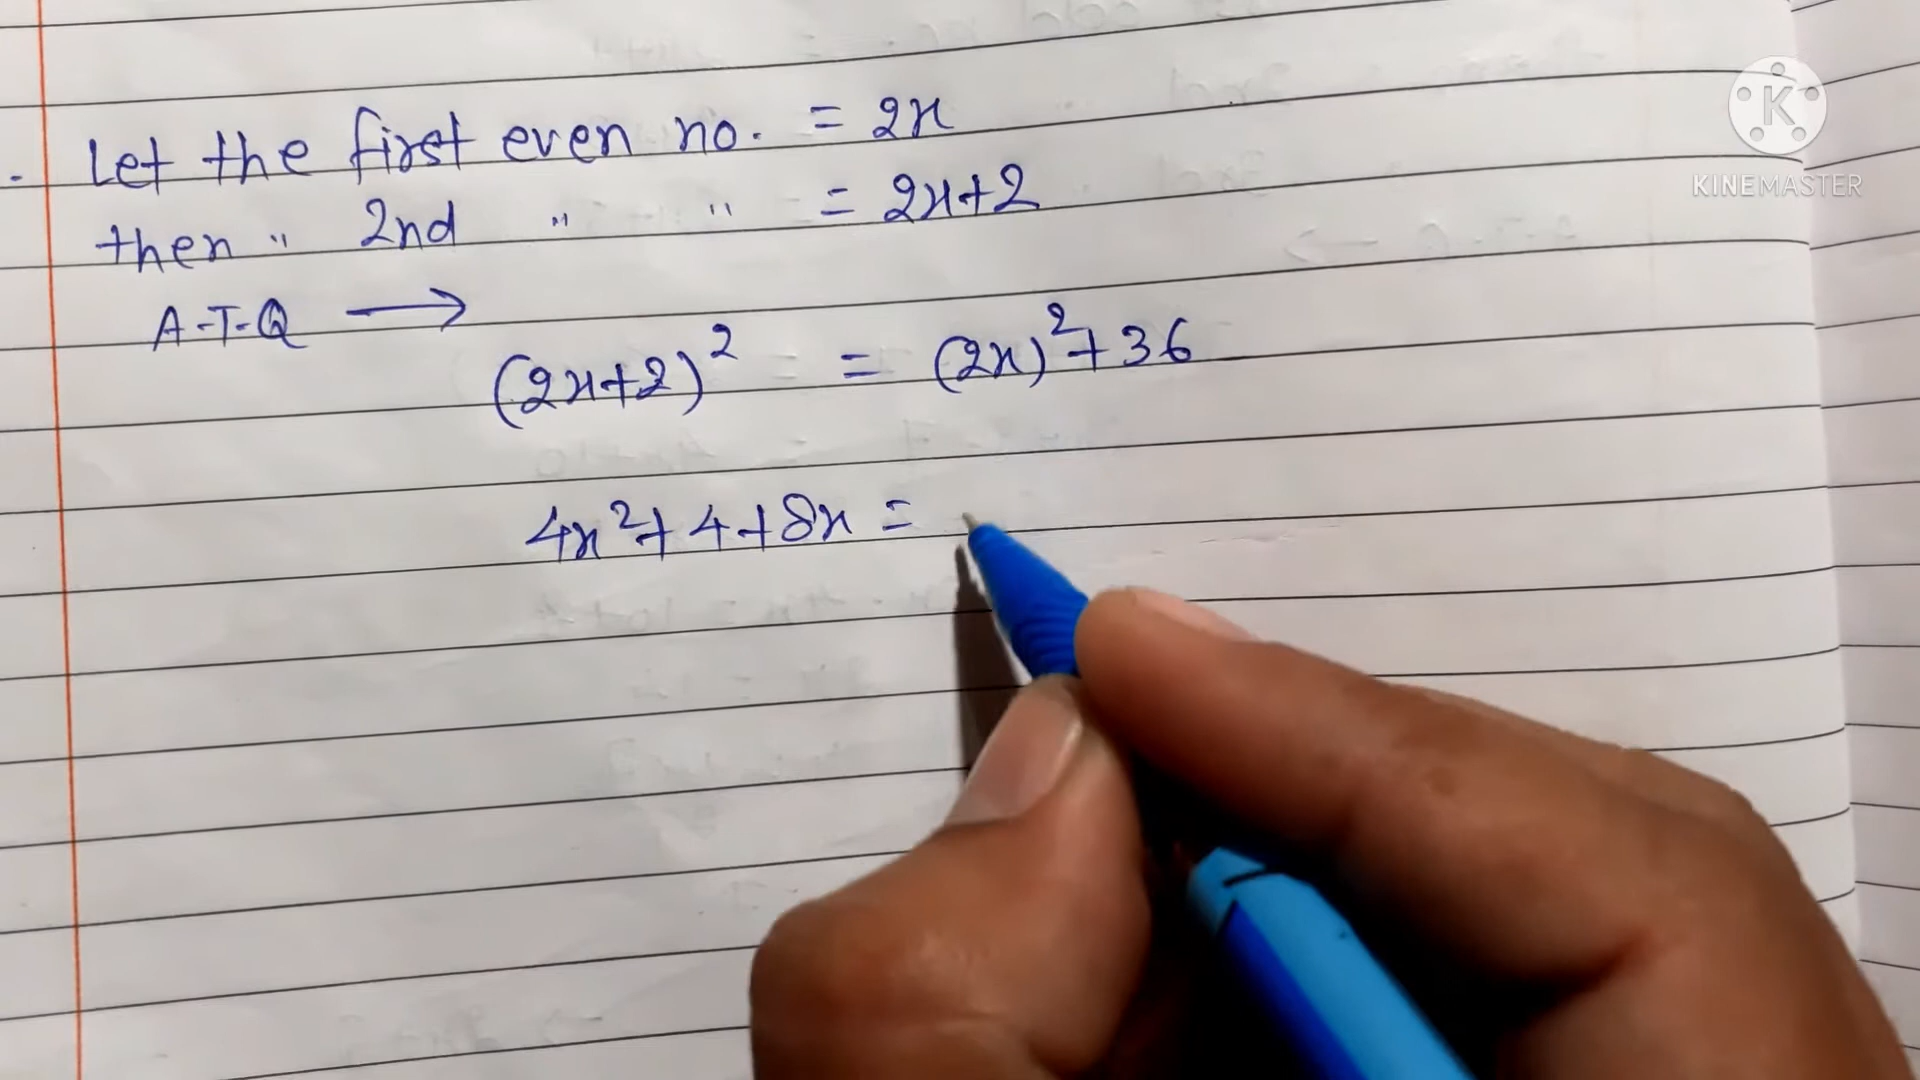 Let the first even no. = 2x
then " 2nd " " = 2x+2
A-T-Q →
(2x+2)² = (2x)²+36
4x²+4+8x =
K
KINEMASTER